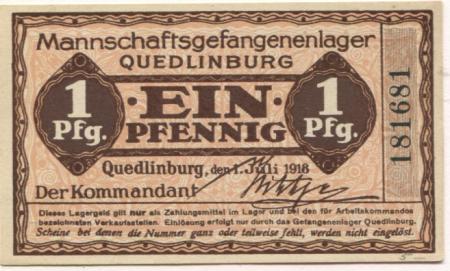 Mannschaftsgefangenenlager
QUEDLINBURG
1 Pfg.
·EIN·
PFENNIG
1 Pfg.
181681
Quedlinburg, den 1. Juli 1918
Der Kommandant
Dieses Lagergeld gilt nur als Zahlungsmittel im Lager und bei den für Arbeitskommandos
bezeichneten Verkaufsstellen. Einlösung erfolgt nur durch das Gefangenenlager Quedlinburg.
Scheine bei denen die Nummer ganz oder teilweise fehlt, werden nicht eingelöst.